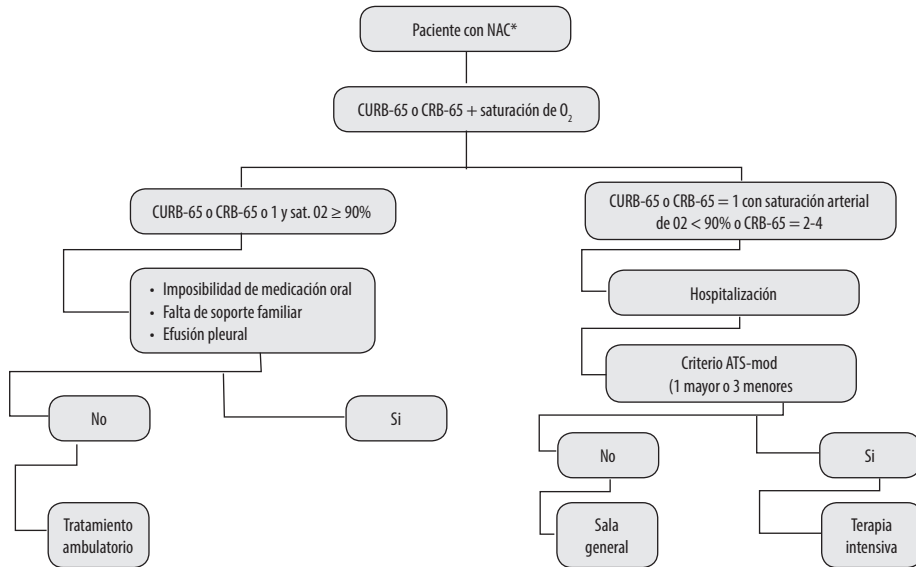 Paciente con NAC*
CURB-65 o CRB-65 + saturación de O₂
CURB-65 o CRB-65 o 1 y sat. 02 ≥ 90%
CURB-65 o CRB-65 = 1 con saturación arterial
de 02 < 90% o CRB-65 = 2-4
• Imposibilidad de medicación oral
• Falta de soporte familiar
• Efusión pleural
Hospitalización
Criterio ATS-mod
(1 mayor o 3 menores
No
Si
No
Si
Tratamiento
ambulatorio
Sala
general
Terapia
intensiva